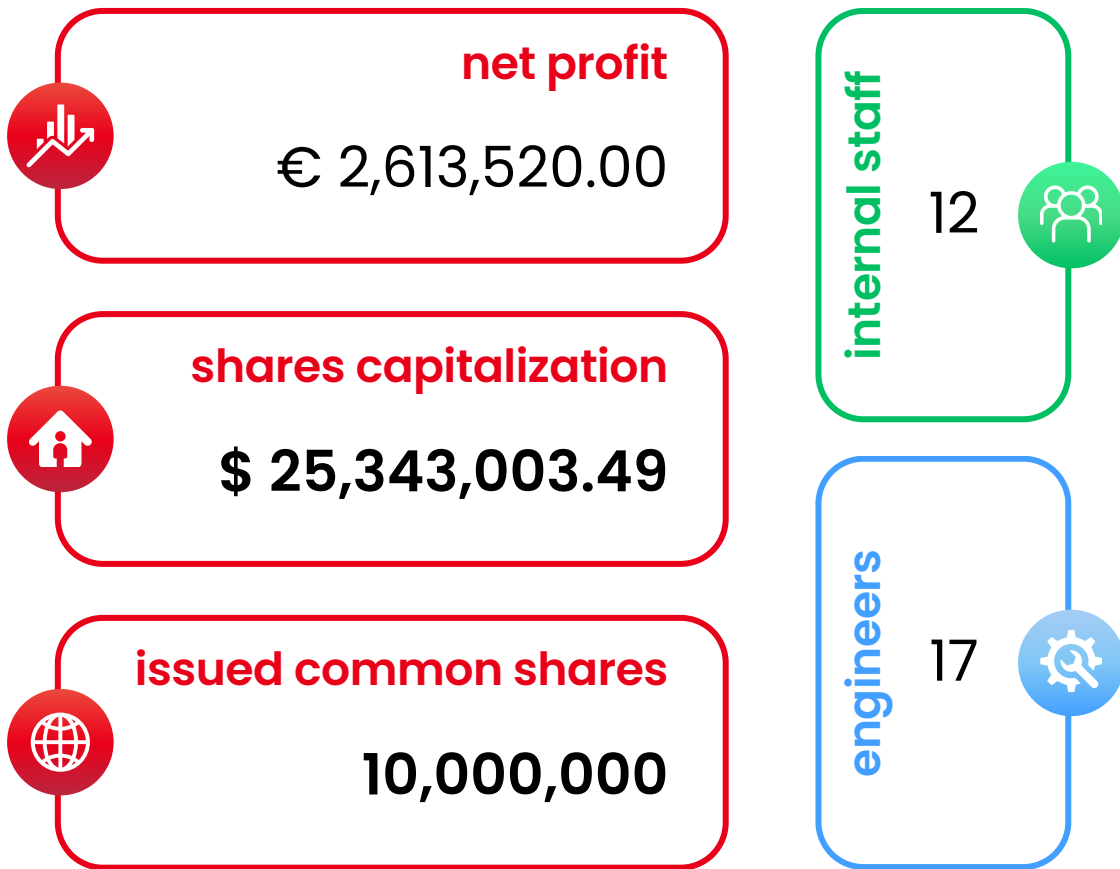 net profit
€ 2,613,520.00
shares capitalization
$ 25,343,003.49
issued common shares
10,000,000
internal staff
12
engineers
17